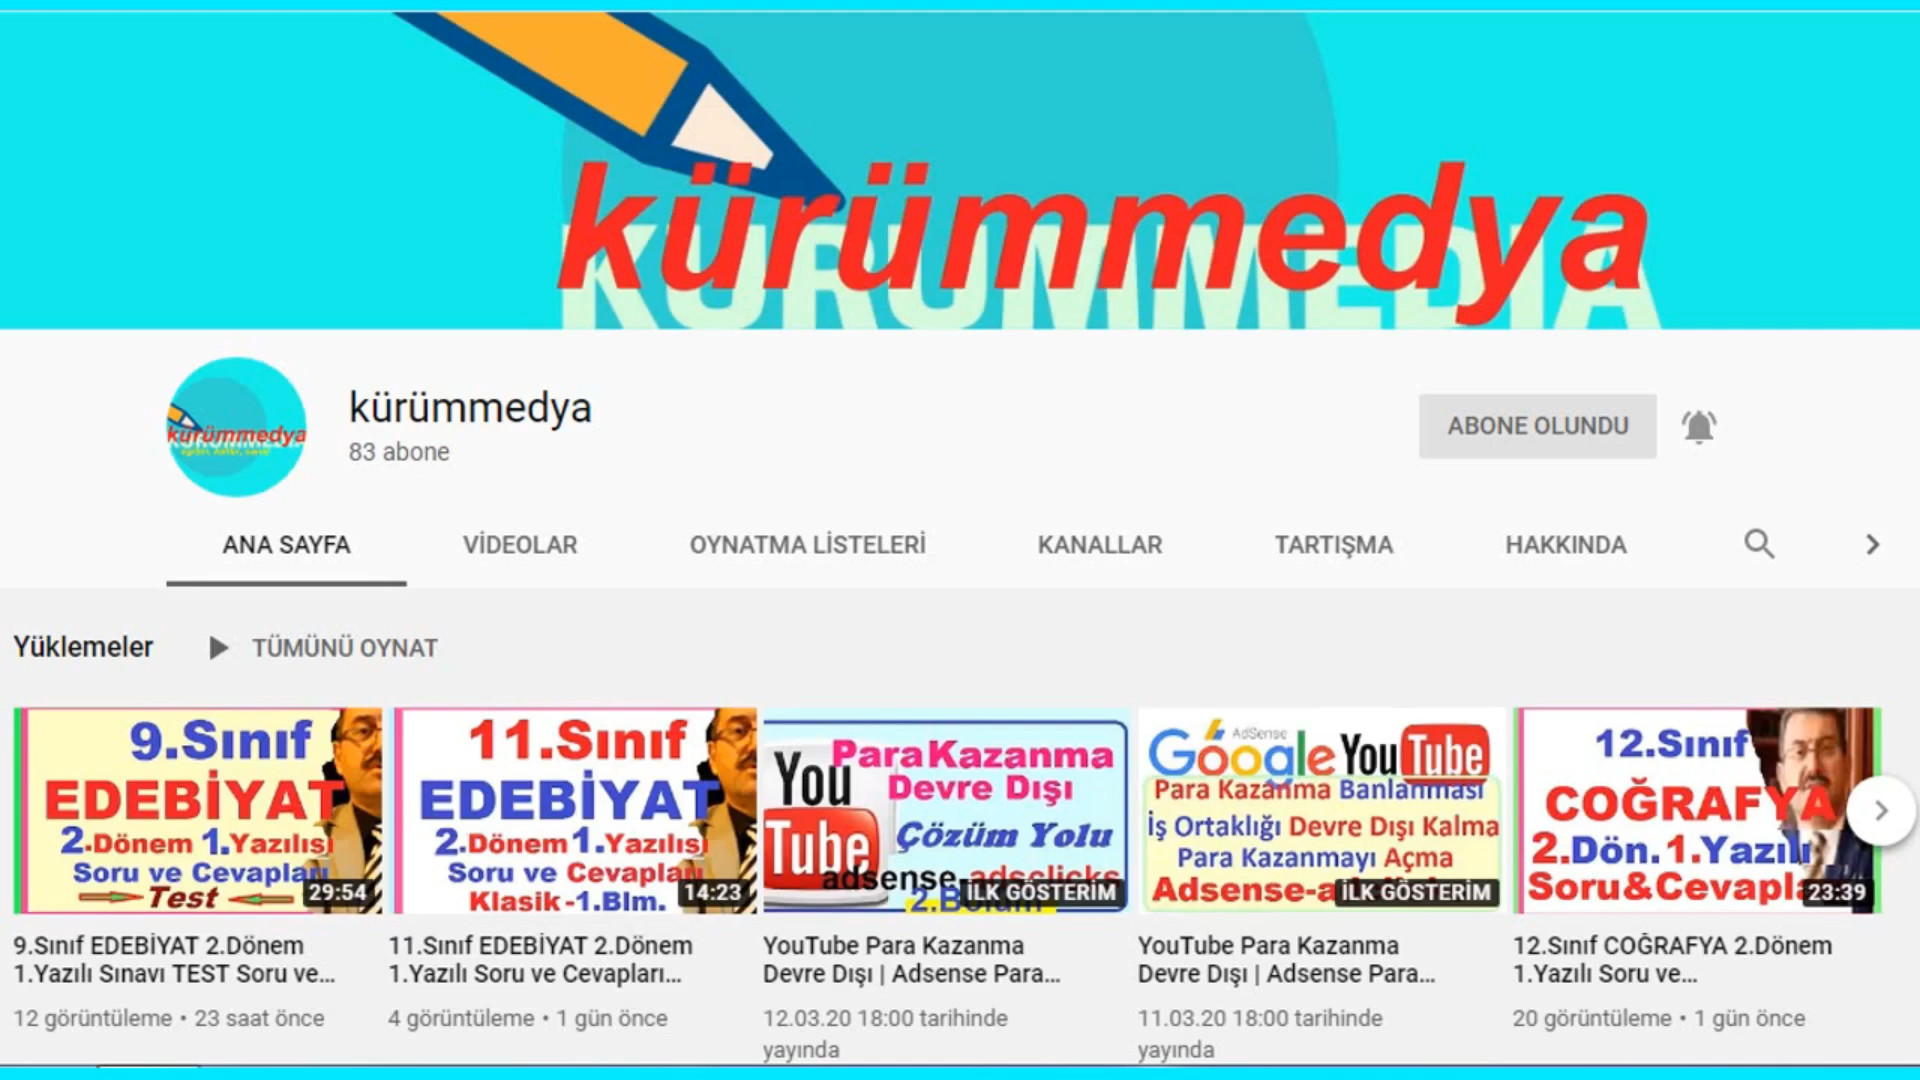 kürümmedya
KÜRÜMMEDIA
kürümmedya
kürümmedya
83 abone
ABONE OLUNDU
ANA SAYFA
VİDEOLAR
OYNATMA LİSTELERİ
KANALLAR
TARTIŞMA
HAKKINDA
Yüklemeler
TÜMÜNÜ OYNAT
9.Sınıf
EDEBİYAT
2.Dönem 1.Yazılısı
Soru ve Cevapları
Test
29:54
9.Sınıf EDEBİYAT 2.Dönem
1.Yazılı Sınavı TEST Soru ve...
12 görüntüleme • 23 saat önce
11.Sınıf
EDEBİYAT
2.Dönem 1.Yazılısı
Soru ve Cevapları
Klasik-1.Blm.
14:23
11.Sınıf EDEBİYAT 2.Dönem
1.Yazılı Soru ve Cevapları...
4 görüntüleme • 1 gün önce
You
Tube
Para Kazanma
Devre Dışı
Çözüm Yolu
adsense
2.Bölüm
İLK GÖSTERİM
YouTube Para Kazanma
Devre Dışı | Adsense Para...
12.03.20 18:00 tarihinde
yayında
AdSense
Google YouTube
Para Kazanma Banlanması
İş Ortaklığı Devre Dışı Kalma
Para Kazanmayı Açma
Adsense-a
İLK GÖSTERİM
YouTube Para Kazanma
Devre Dışı | Adsense Para...
11.03.20 18:00 tarihinde
yayında
12.Sınıf
COĞRAFYA
2.Dön.1.Yazılı
Soru&Cevapla
23:39
12.Sınıf COĞRAFYA 2.Dönem
1.Yazılı Soru ve...
20 görüntüleme • 1 gün önce